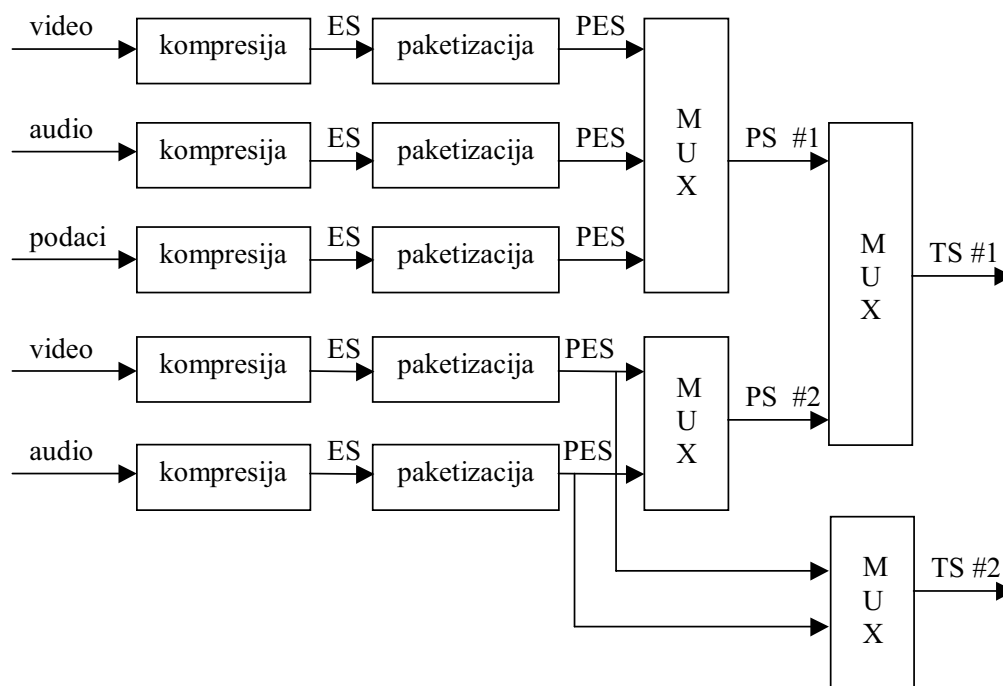 video
kompresija
ES
paketizacija
PES
audio
kompresija
ES
paketizacija
PES
podaci
kompresija
ES
paketizacija
PES
M
U
X
PS #1
video
kompresija
ES
paketizacija
PES
audio
kompresija
ES
paketizacija
PES
M
U
X
PS #2
M
U
X
TS #1
M
U
X
TS #2